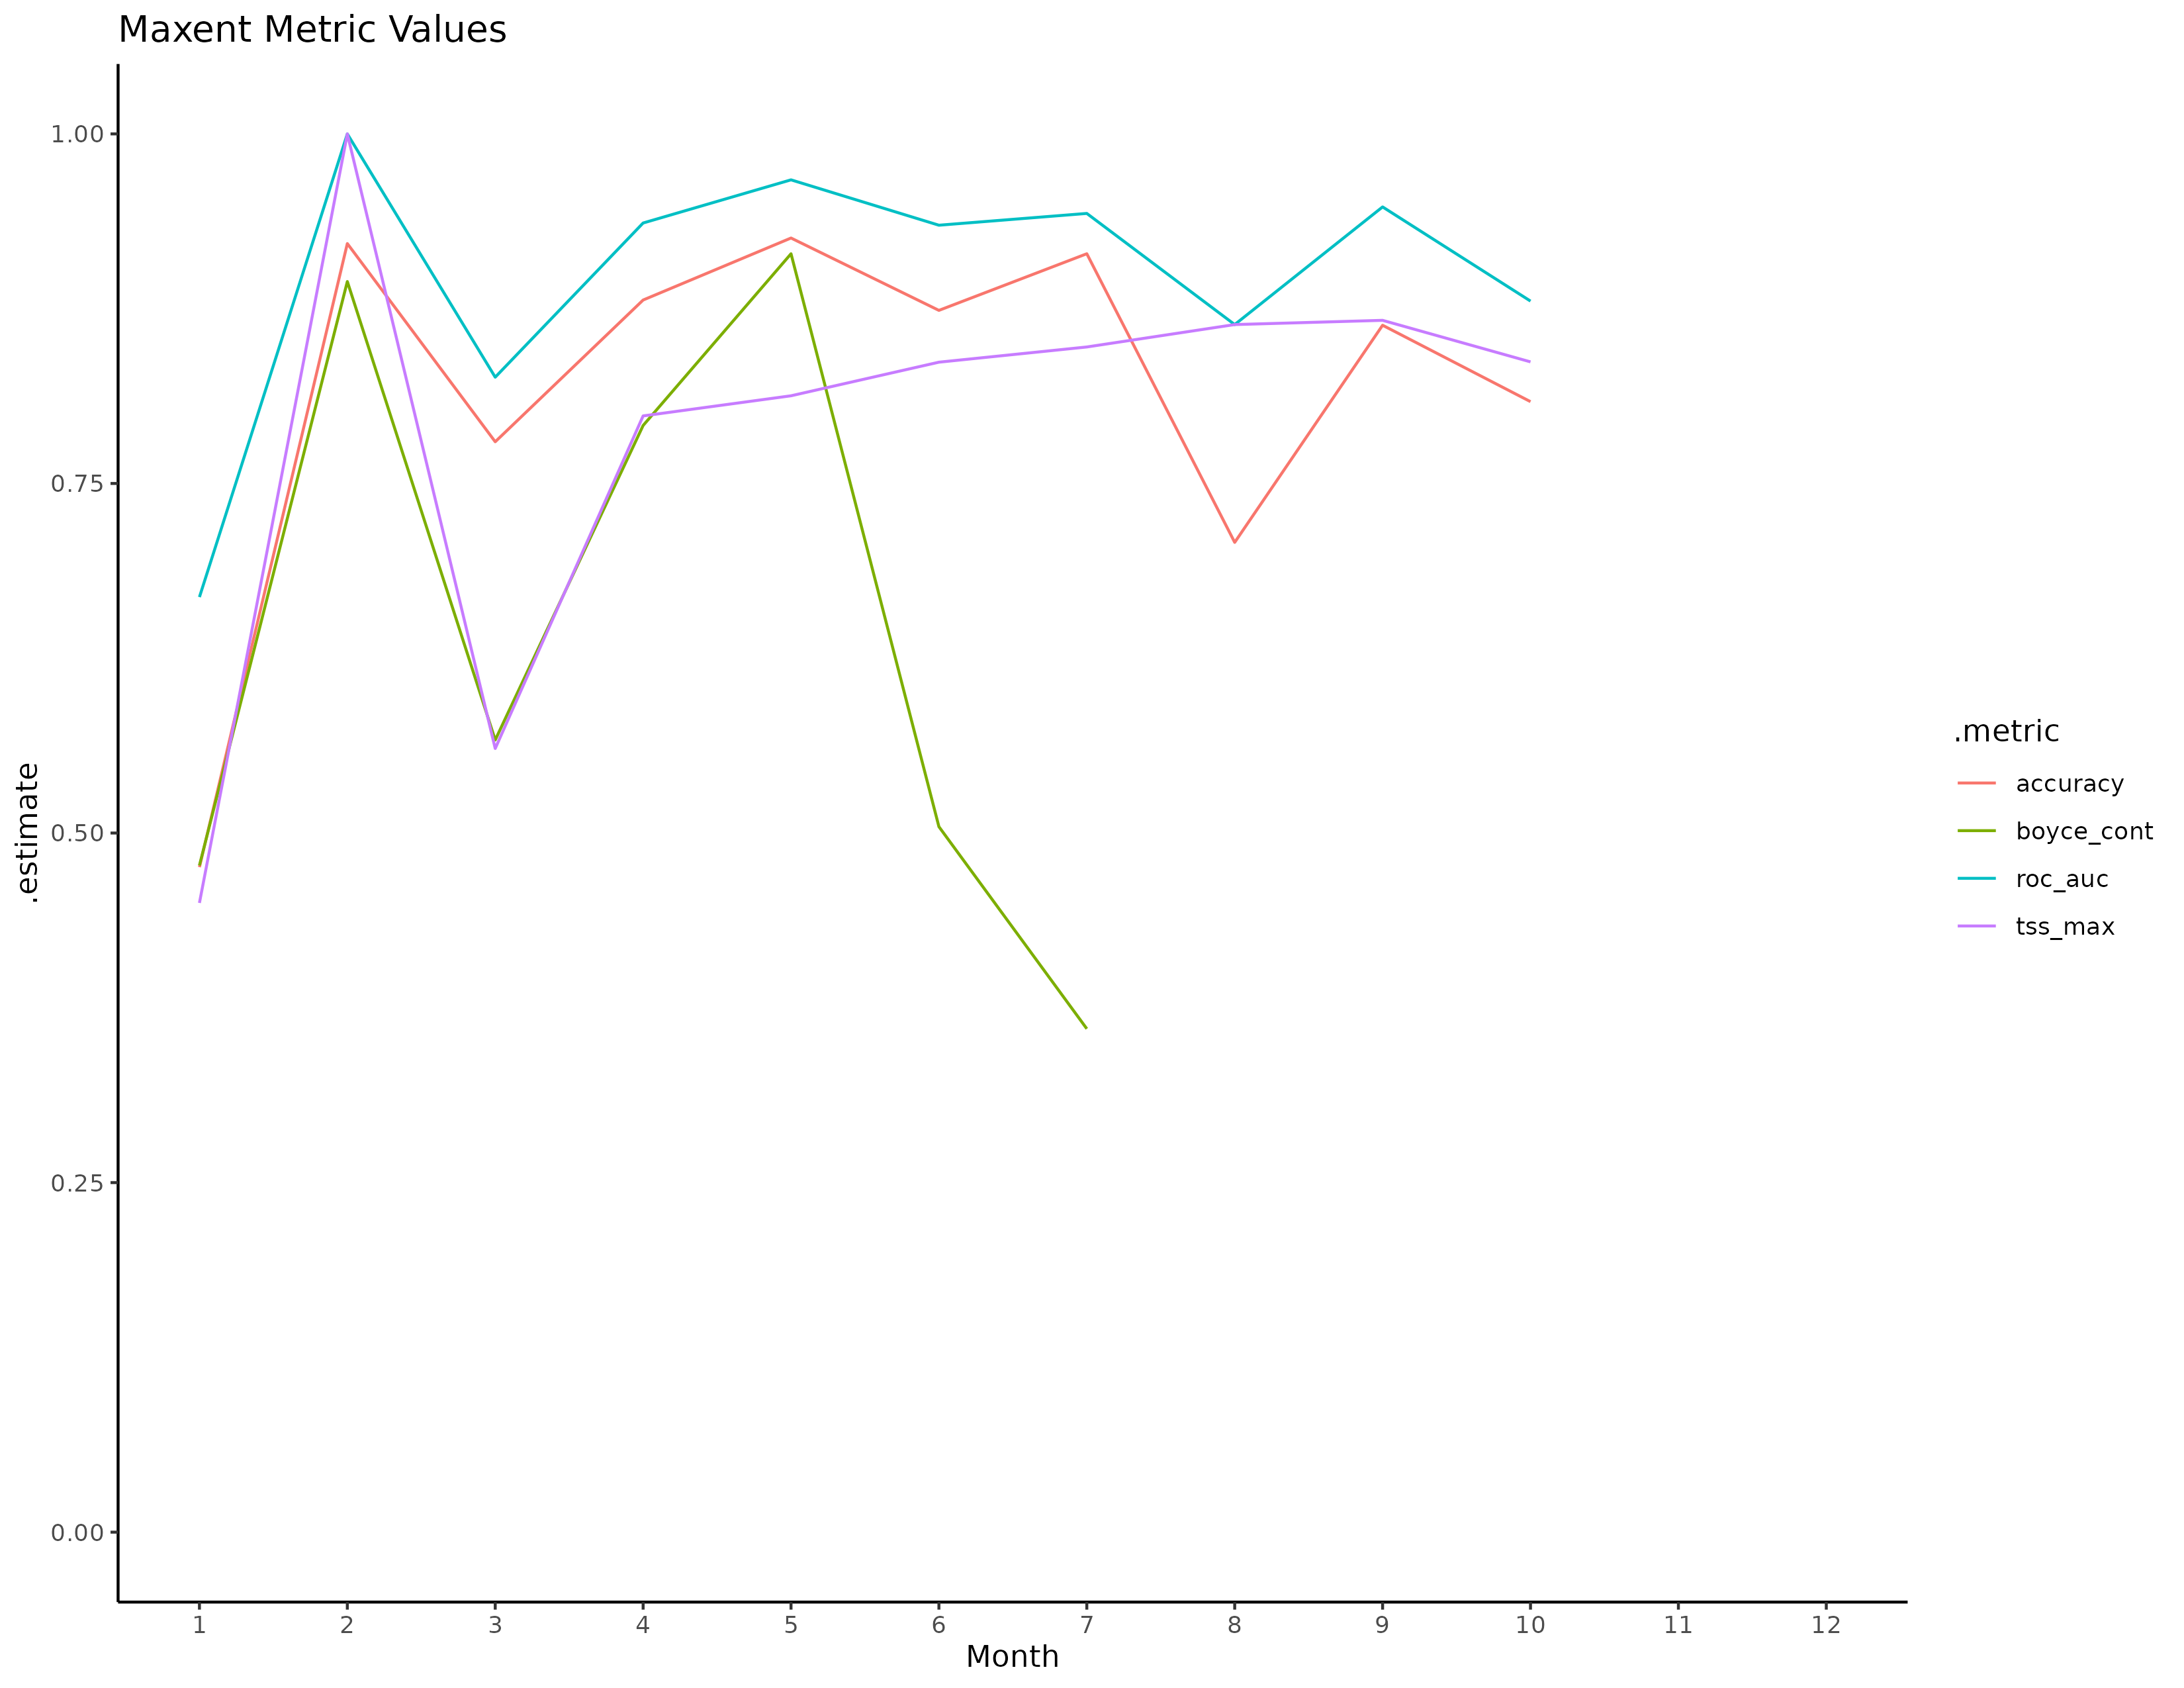 Maxent Metric Values
1.00
0.75
0.50
0.25
0.00
.estimate
1 2 3 4 5 6 7 8 9 10 11 12
Month
.metric
accuracy
boyce_cont
roc_auc
tss_max